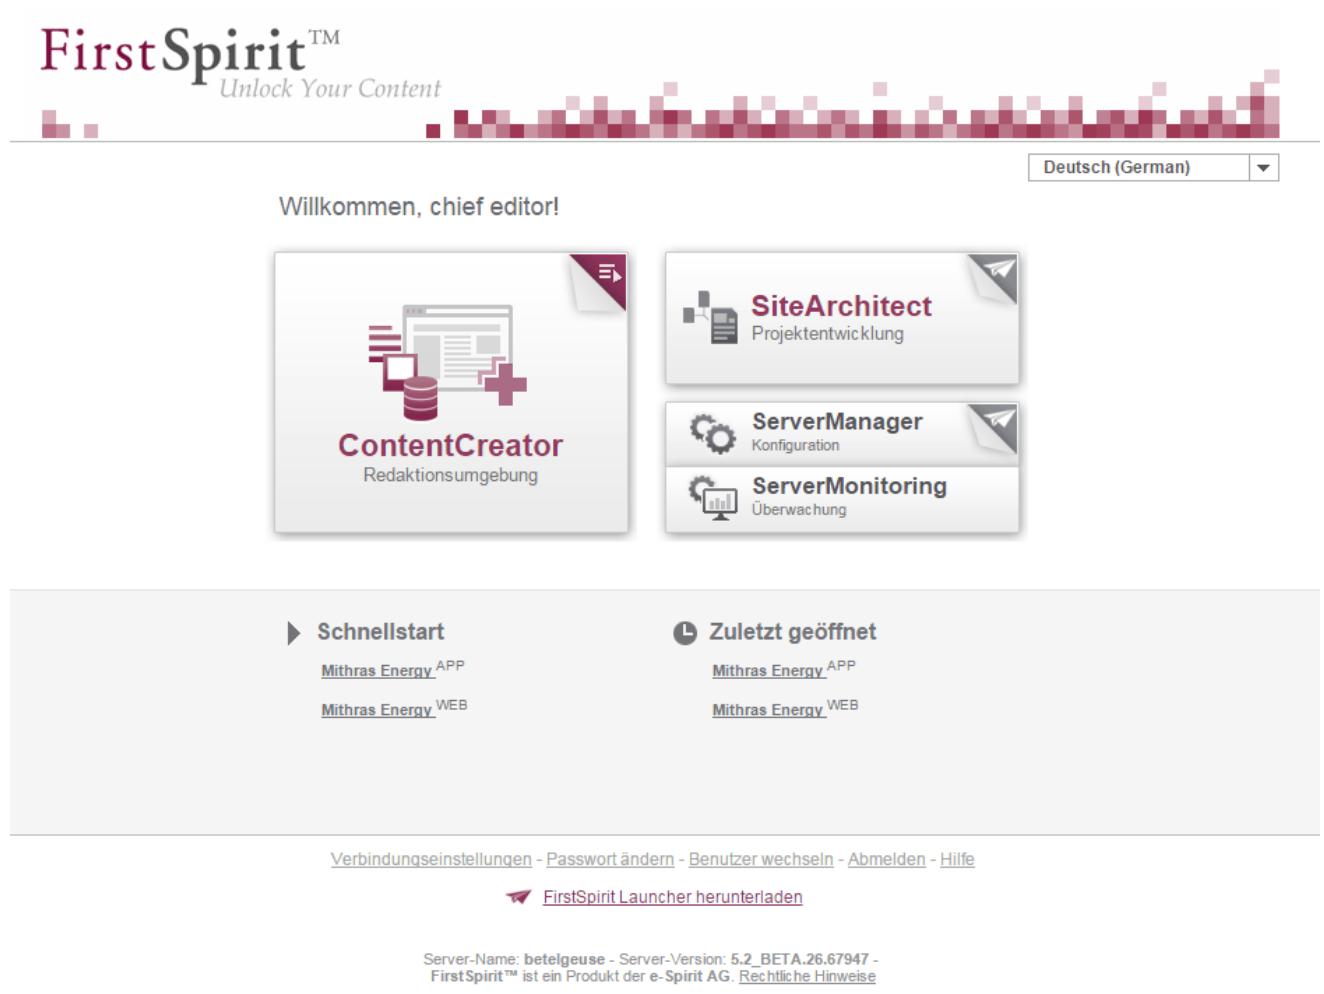 FirstSpirit™
Unlock Your Content
Deutsch (German)
Willkommen, chief editor!
ContentCreator
Redaktionsumgebung
SiteArchitect
Projektentwicklung
ServerManager
Konfiguration
ServerMonitoring
Überwachung
Schnellstart
Mithras Energy APP
Mithras Energy WEB
Zuletzt geöffnet
Mithras Energy APP
Mithras Energy WEB
Verbindungseinstellungen - Passwort ändern - Benutzer wechseln - Abmelden - Hilfe
FirstSpirit Launcher herunterladen
Server-Name: betelgeuse - Server-Version: 5.2_BETA.26.67947 -
FirstSpirit™ ist ein Produkt der e-Spirit AG. Rechtliche Hinweise